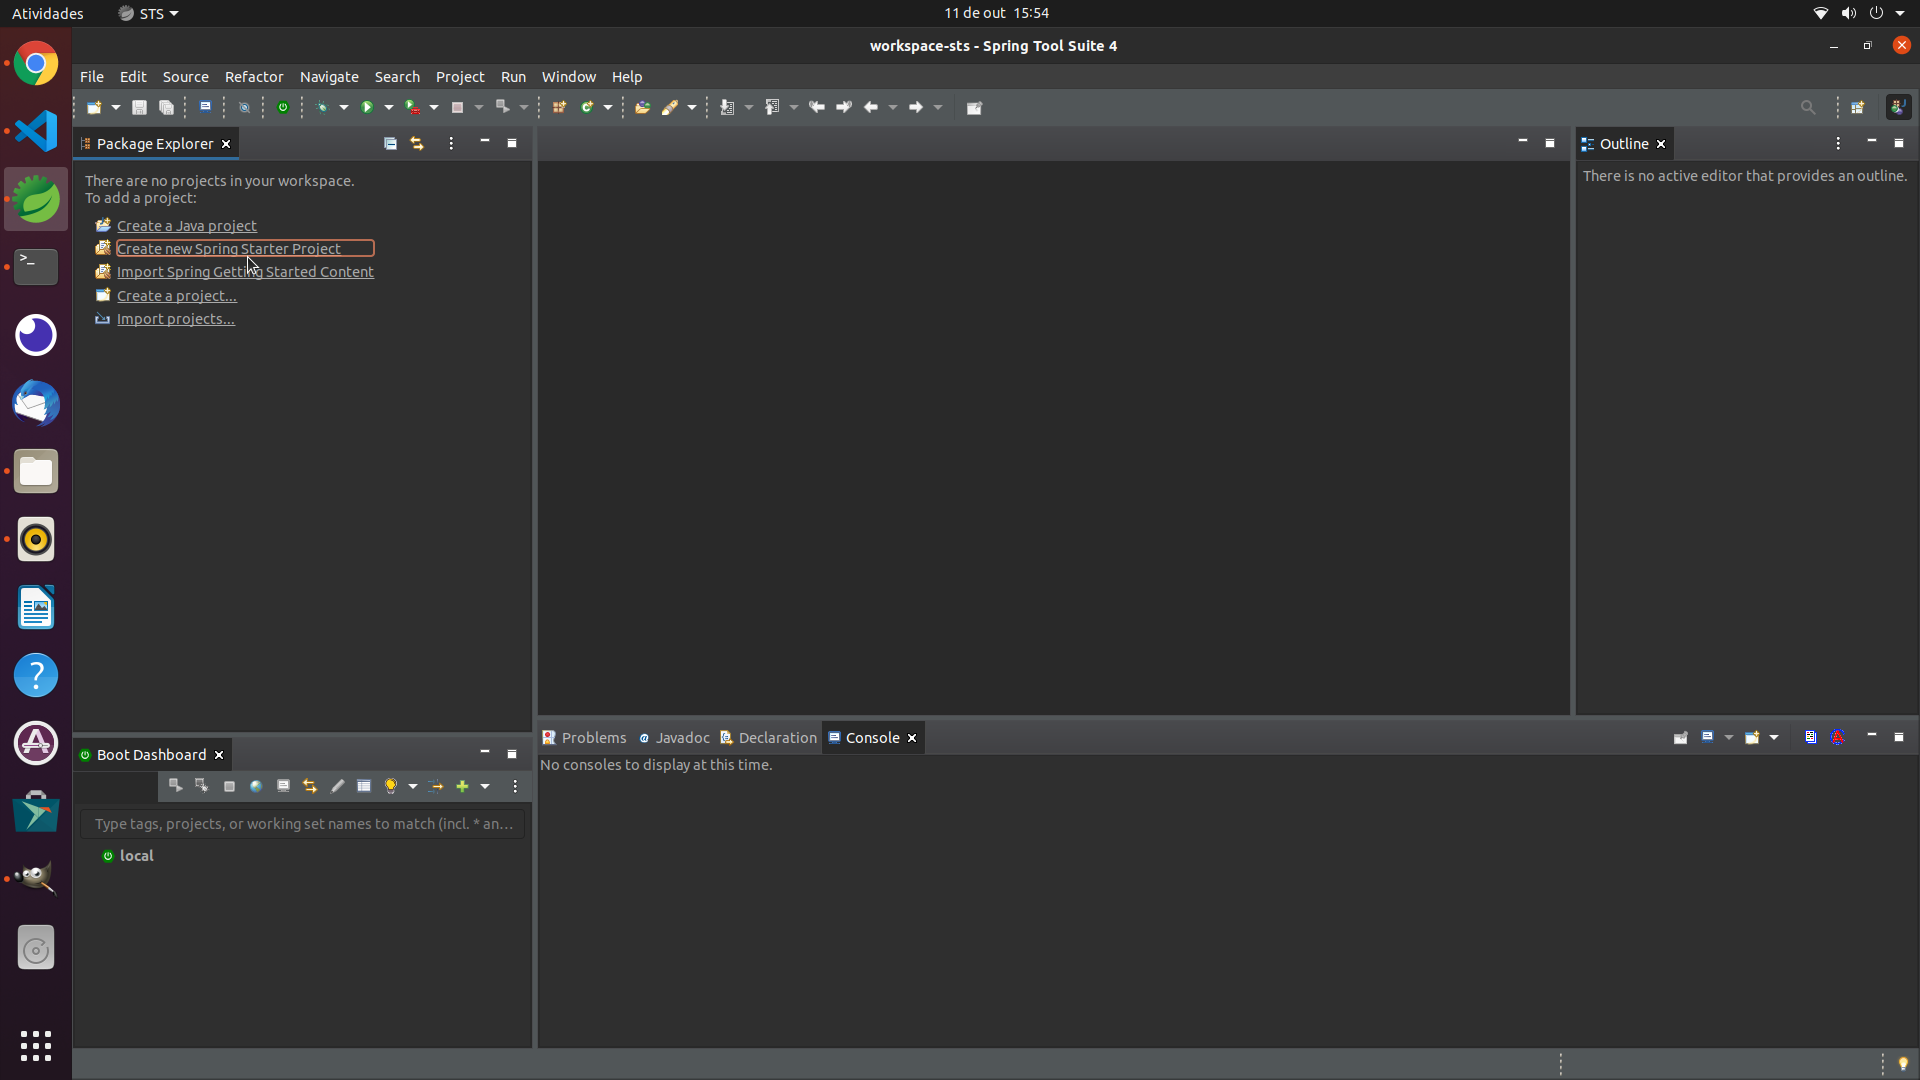 Atividades
STS
11 de out 15:54
workspace-sts - Spring Tool Suite 4
File Edit Source Refactor Navigate Search Project Run Window Help
Package Explorer
There are no projects in your workspace.
To add a project:
Create a Java project
Create new Spring Starter Project
Import Spring Getting Started Content
Create a project...
Import projects...
Outline
There is no active editor that provides an outline.
Boot Dashboard
Type tags, projects, or working set names to match (incl. * an...
local
Problems Javadoc Declaration Console
No consoles to display at this time.